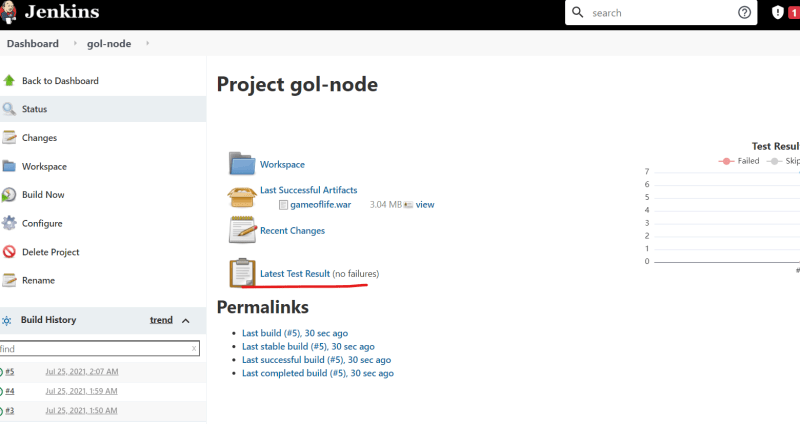 Jenkins
search
1
Dashboard
gol-node
Back to Dashboard
Status
Changes
Workspace
Build Now
Configure
Delete Project
Rename
Build History
trend
find
x
#5 Jul 25, 2021, 2:07 AM
#4 Jul 25, 2021, 1:59 AM
#3 Jul 25, 2021, 1:50 AM
Project gol-node
Workspace
Last Successful Artifacts
gameoflife.war 3.04 MB view
Recent Changes
Latest Test Result (no failures)
Permalinks
Last build (#5), 30 sec ago
Last stable build (#5), 30 sec ago
Last successful build (#5), 30 sec ago
Last completed build (#5), 30 sec ago
Test Resul
Failed Skip
7
6
5
4
3
2
1
0
#